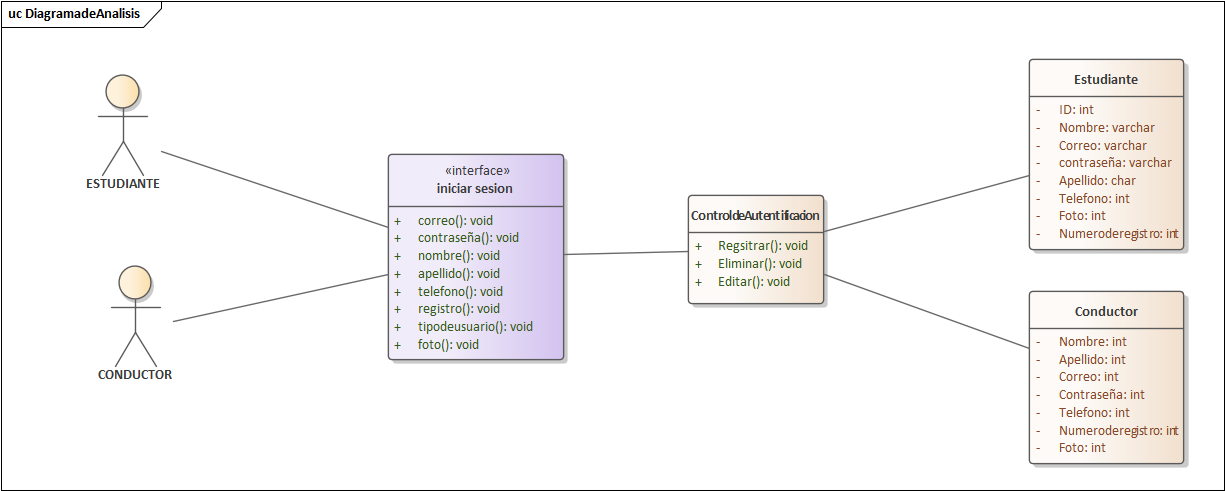 uc DiagramadeAnalisis
ESTUDIANTE
CONDUCTOR
«interface»
iniciar sesion
+ correo(): void
+ contraseña(): void
+ nombre(): void
+ apellido(): void
+ telefono(): void
+ registro(): void
+ tipodeusuario(): void
+ foto(): void
ControldeAutentificacion
+ Regsitrar(): void
+ Eliminar(): void
+ Editar(): void
Estudiante
- ID: int
- Nombre: varchar
- Correo: varchar
- contraseña: varchar
- Apellido: char
- Telefono: int
- Foto: int
- Numeroderegistro: int
Conductor
- Nombre: int
- Apellido: int
- Correo: int
- Contraseña: int
- Telefono: int
- Numeroderegistro: int
- Foto: int